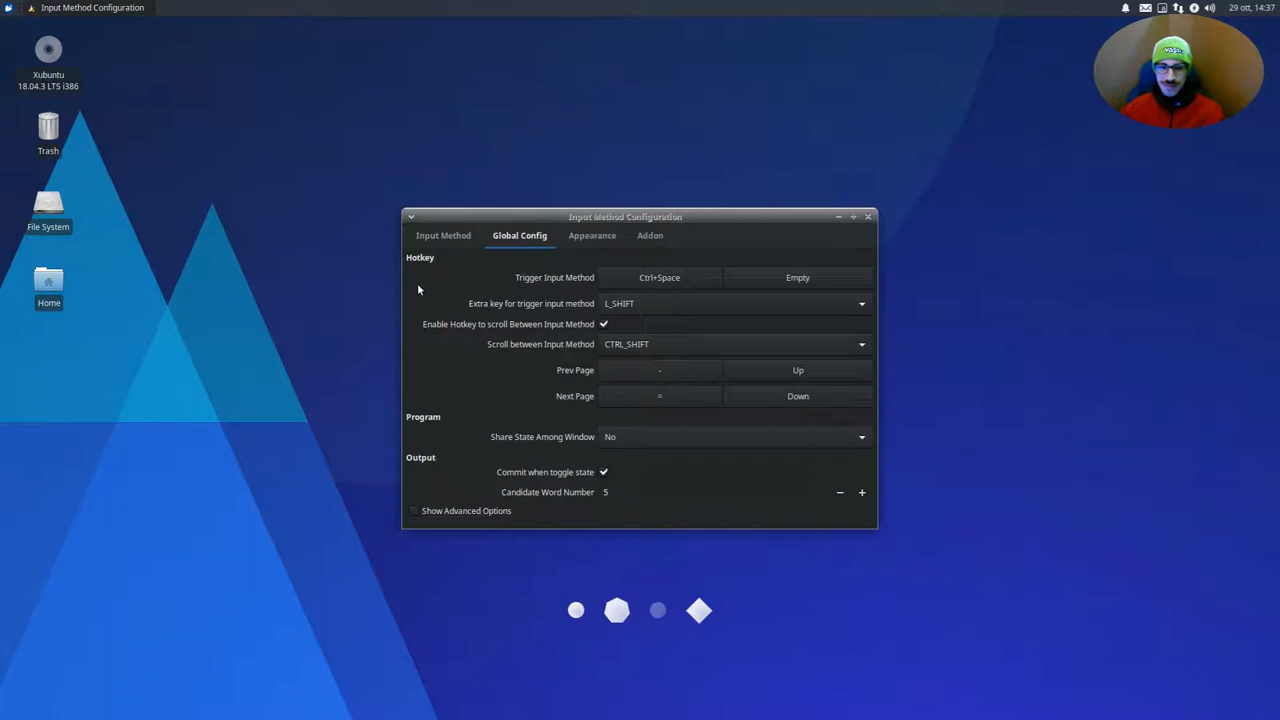 Input Method Configuration
29 ott, 14:37
Xubuntu
18.04.3 LTS i386
Trash
File System
Home
Input Method Configuration
Input Method Global Config Appearance Addon
Hotkey
Trigger Input Method Ctrl+Space Empty
Extra key for trigger input method L_SHIFT
Enable Hotkey to scroll Between Input Method
Scroll between Input Method CTRL_SHIFT
Prev Page - Up
Next Page = Down
Program
Share State Among Window No
Output
Commit when toggle state
Candidate Word Number 5 − +
Show Advanced Options